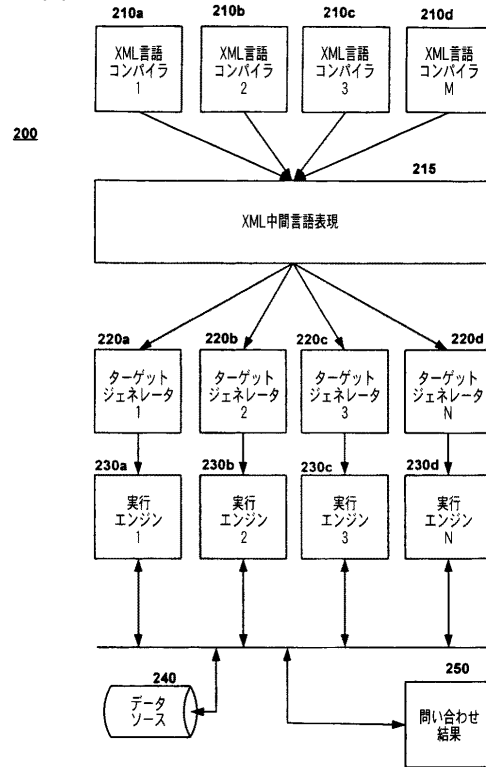 210a 210b 210c 210d
XML言語
コンパイラ
1
XML言語
コンパイラ
2
XML言語
コンパイラ
3
XML言語
コンパイラ
M
200
215
XML中間言語表現
220a 220b 220c 220d
ターゲット
ジェネレータ
1
ターゲット
ジェネレータ
2
ターゲット
ジェネレータ
3
ターゲット
ジェネレータ
N
230a 230b 230c 230d
実行
エンジン
1
実行
エンジン
2
実行
エンジン
3
実行
エンジン
N
240
データ
ソース
250
問い合わせ
結果